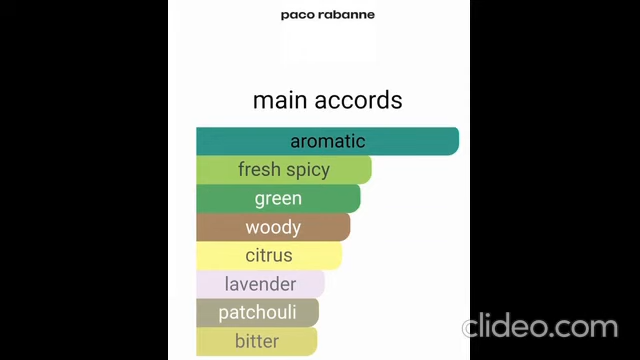 paco rabanne
main accords
aromatic
fresh spicy
green
woody
citrus
lavender
patchouli
bitter
clideo.com